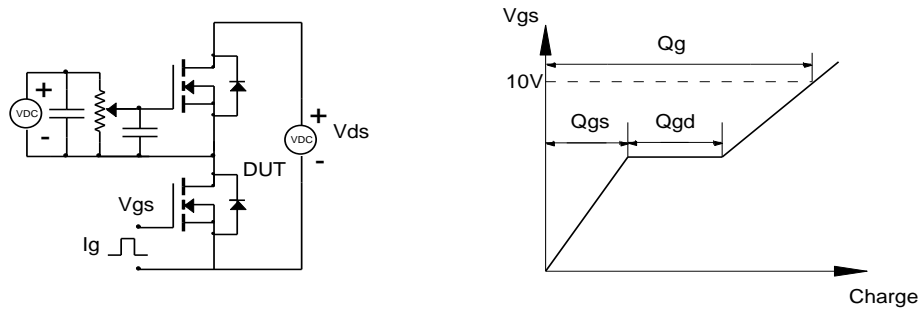 +
VDC
-
+
VDC
-
Vds
DUT
Vgs
Ig
Vgs
Qg
10V
Qgs
Qgd
Charge